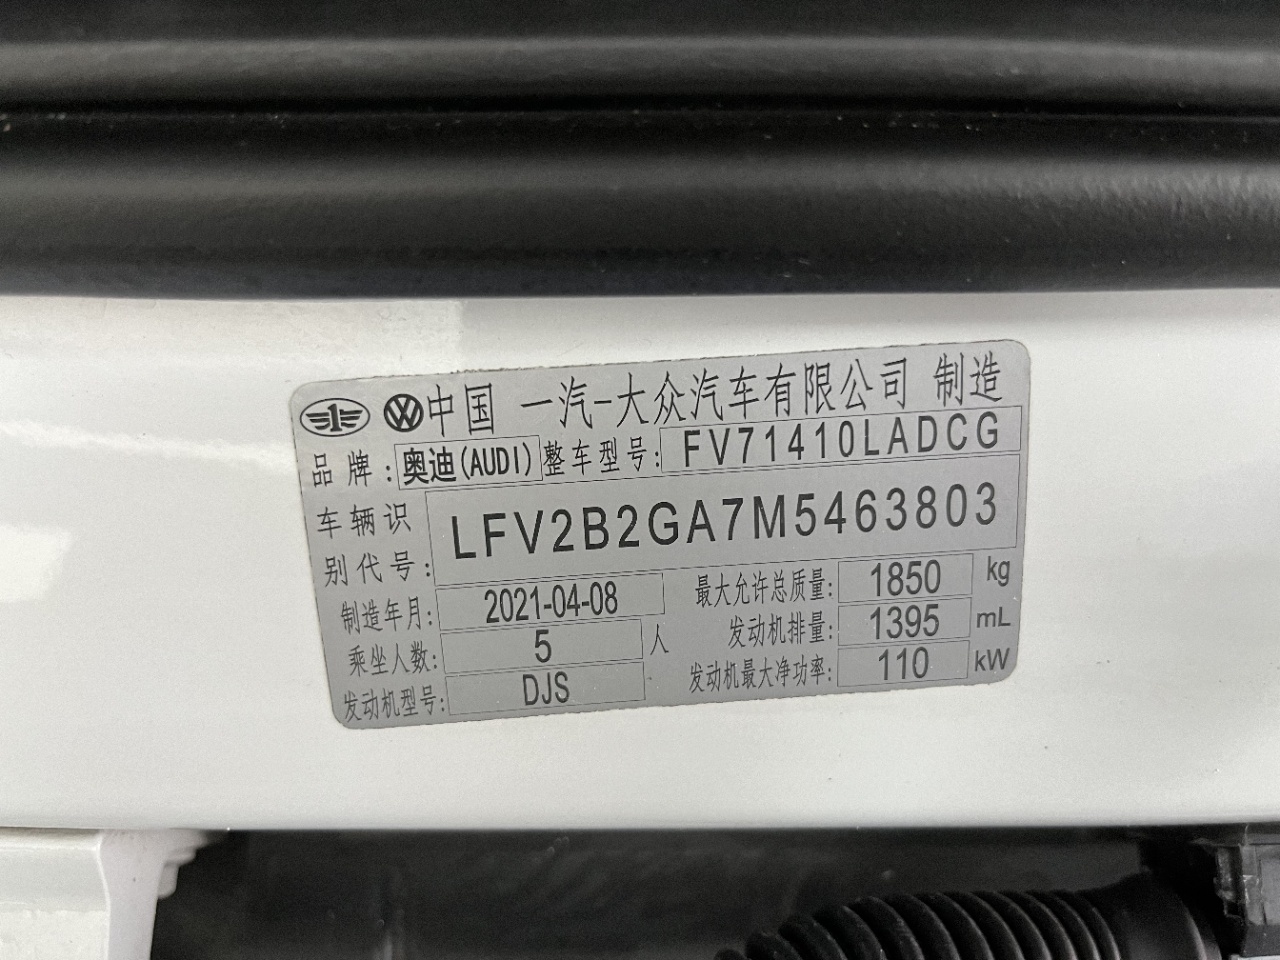 中国 一汽-大众汽车有限公司 制造
品牌: 奥迪(AUDI) 整车型号: FV71410LADCG
车辆识别代号: LFV2B2GA7M5463803
制造年月: 2021-04-08 最大允许总质量: 1850 kg
乘坐人数: 5 人 发动机排量: 1395 mL
发动机型号: DJS 发动机最大净功率: 110 kW